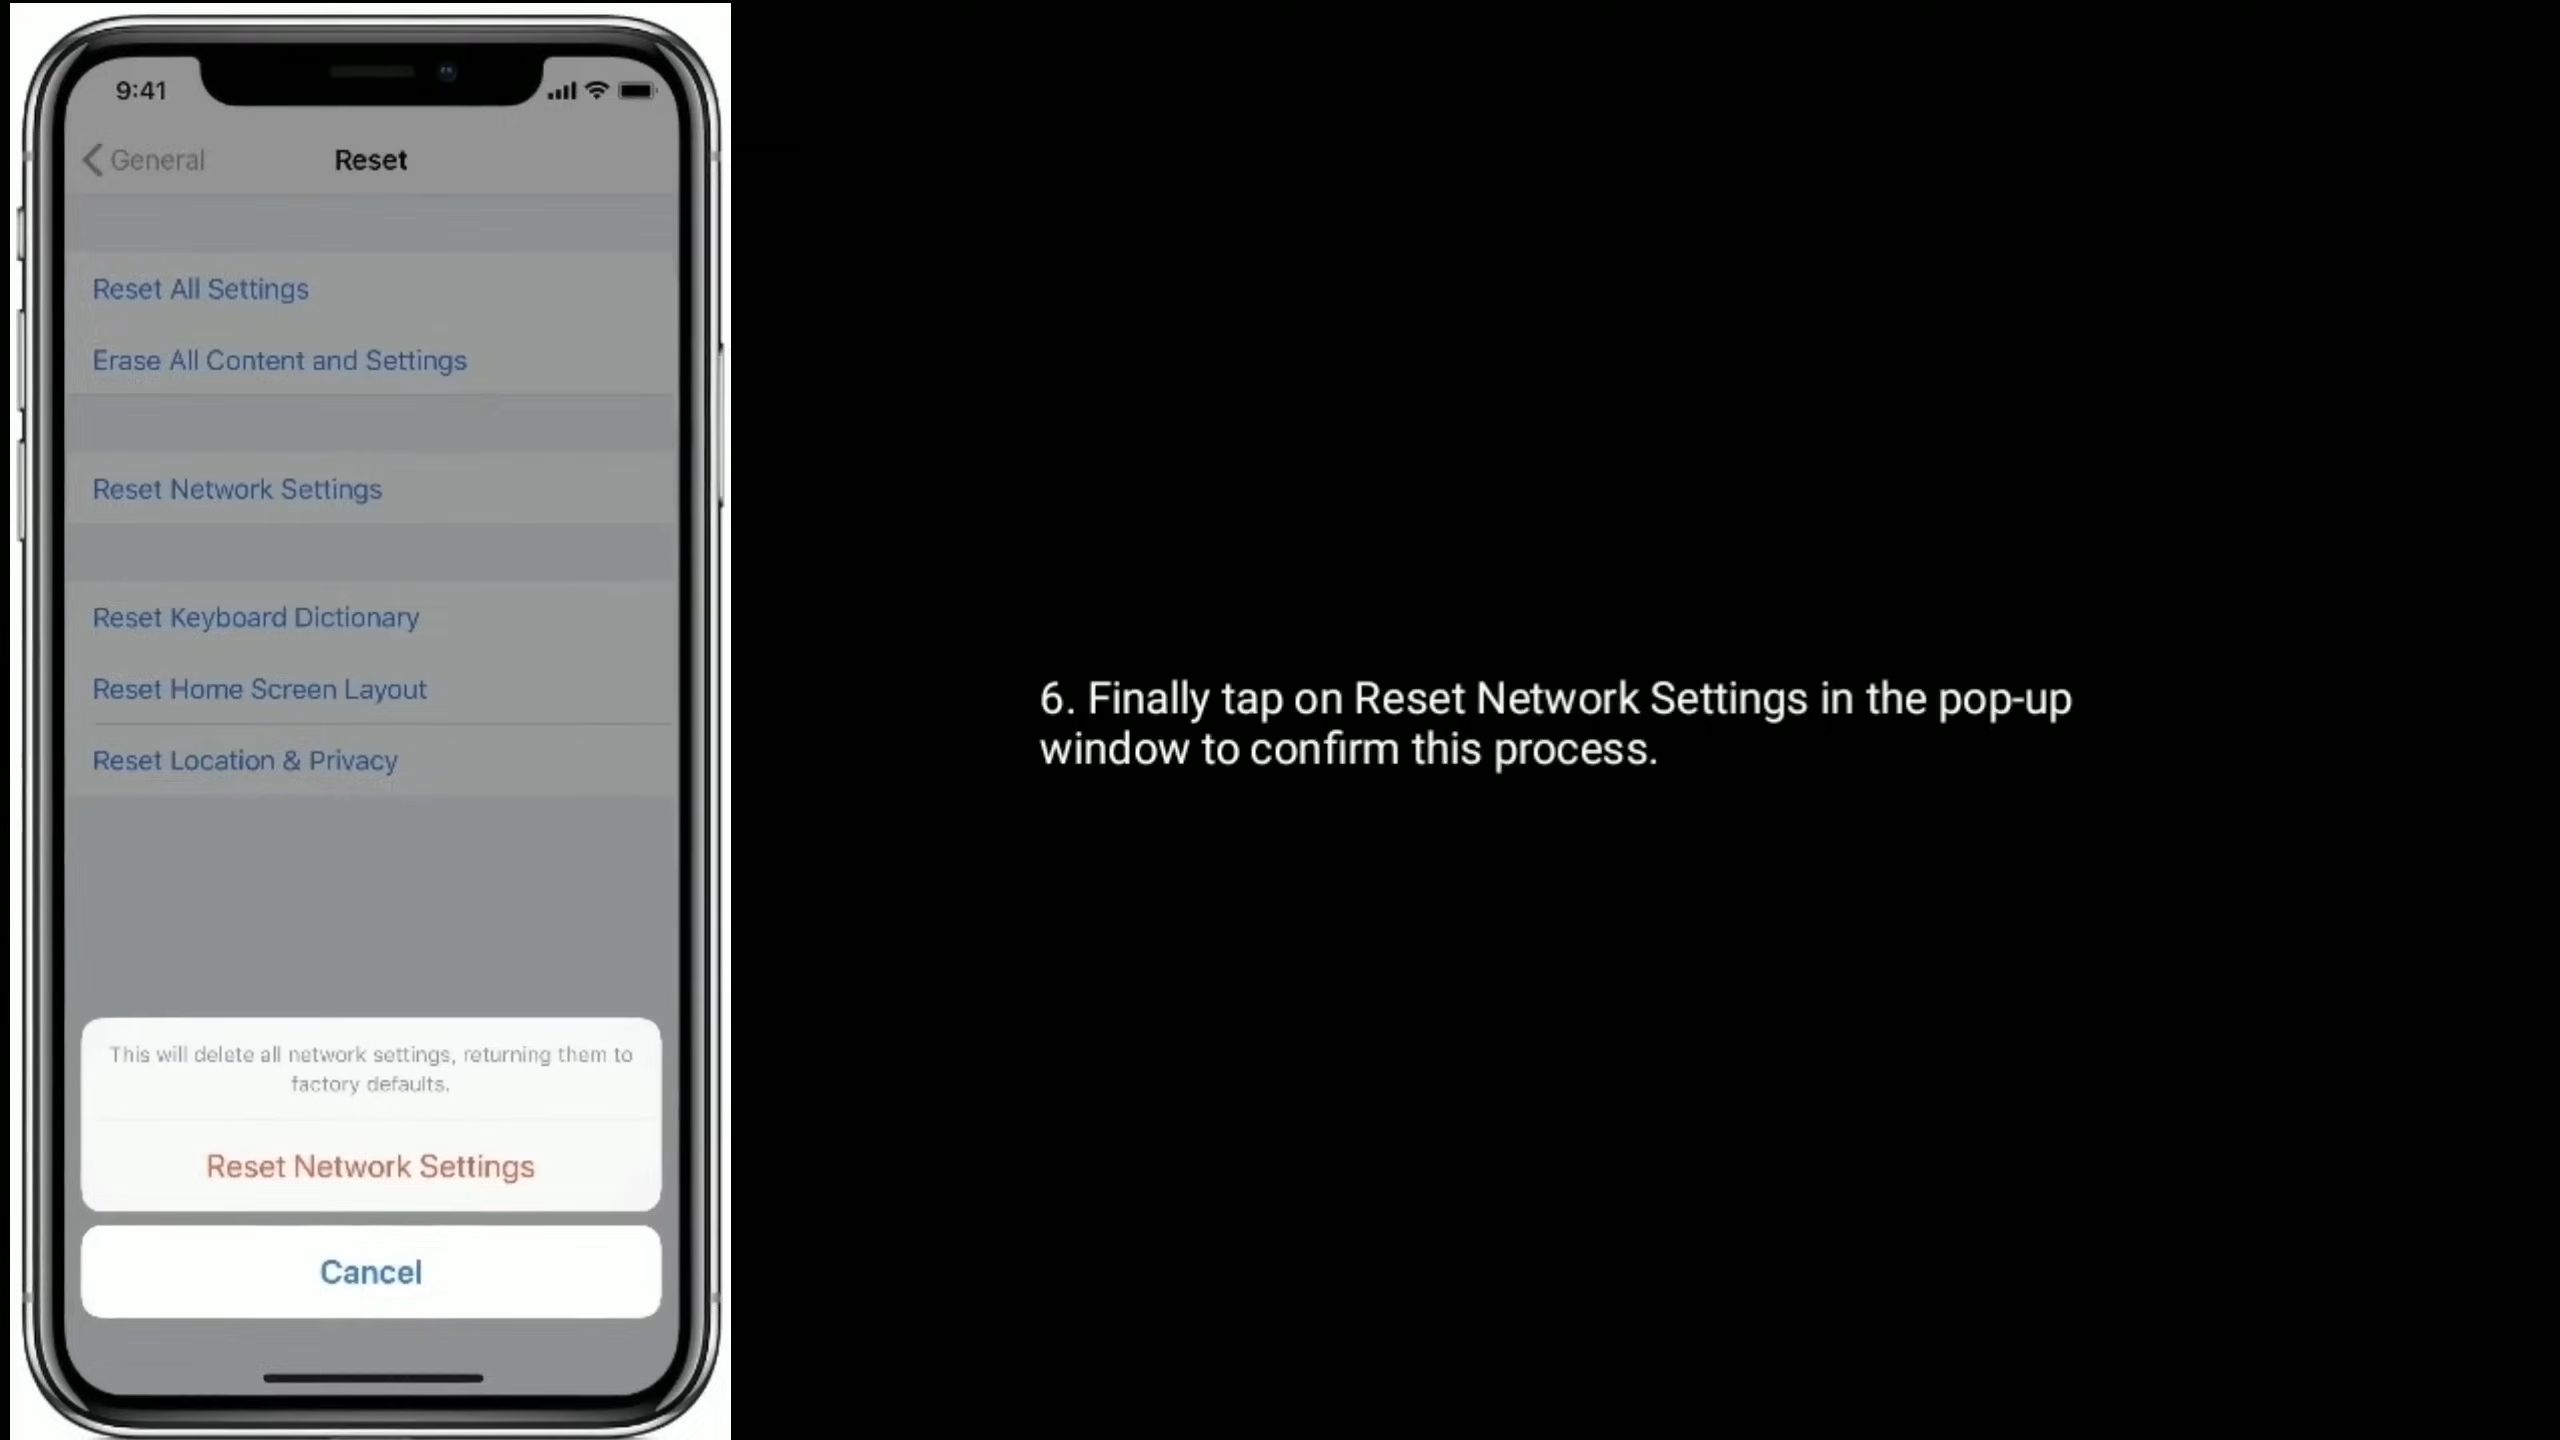 9:41
General
Reset
Reset All Settings
Erase All Content and Settings
Reset Network Settings
Reset Keyboard Dictionary
Reset Home Screen Layout
Reset Location & Privacy
This will delete all network settings, returning them to
factory defaults.
Reset Network Settings
Cancel
6. Finally tap on Reset Network Settings in the pop-up
window to confirm this process.